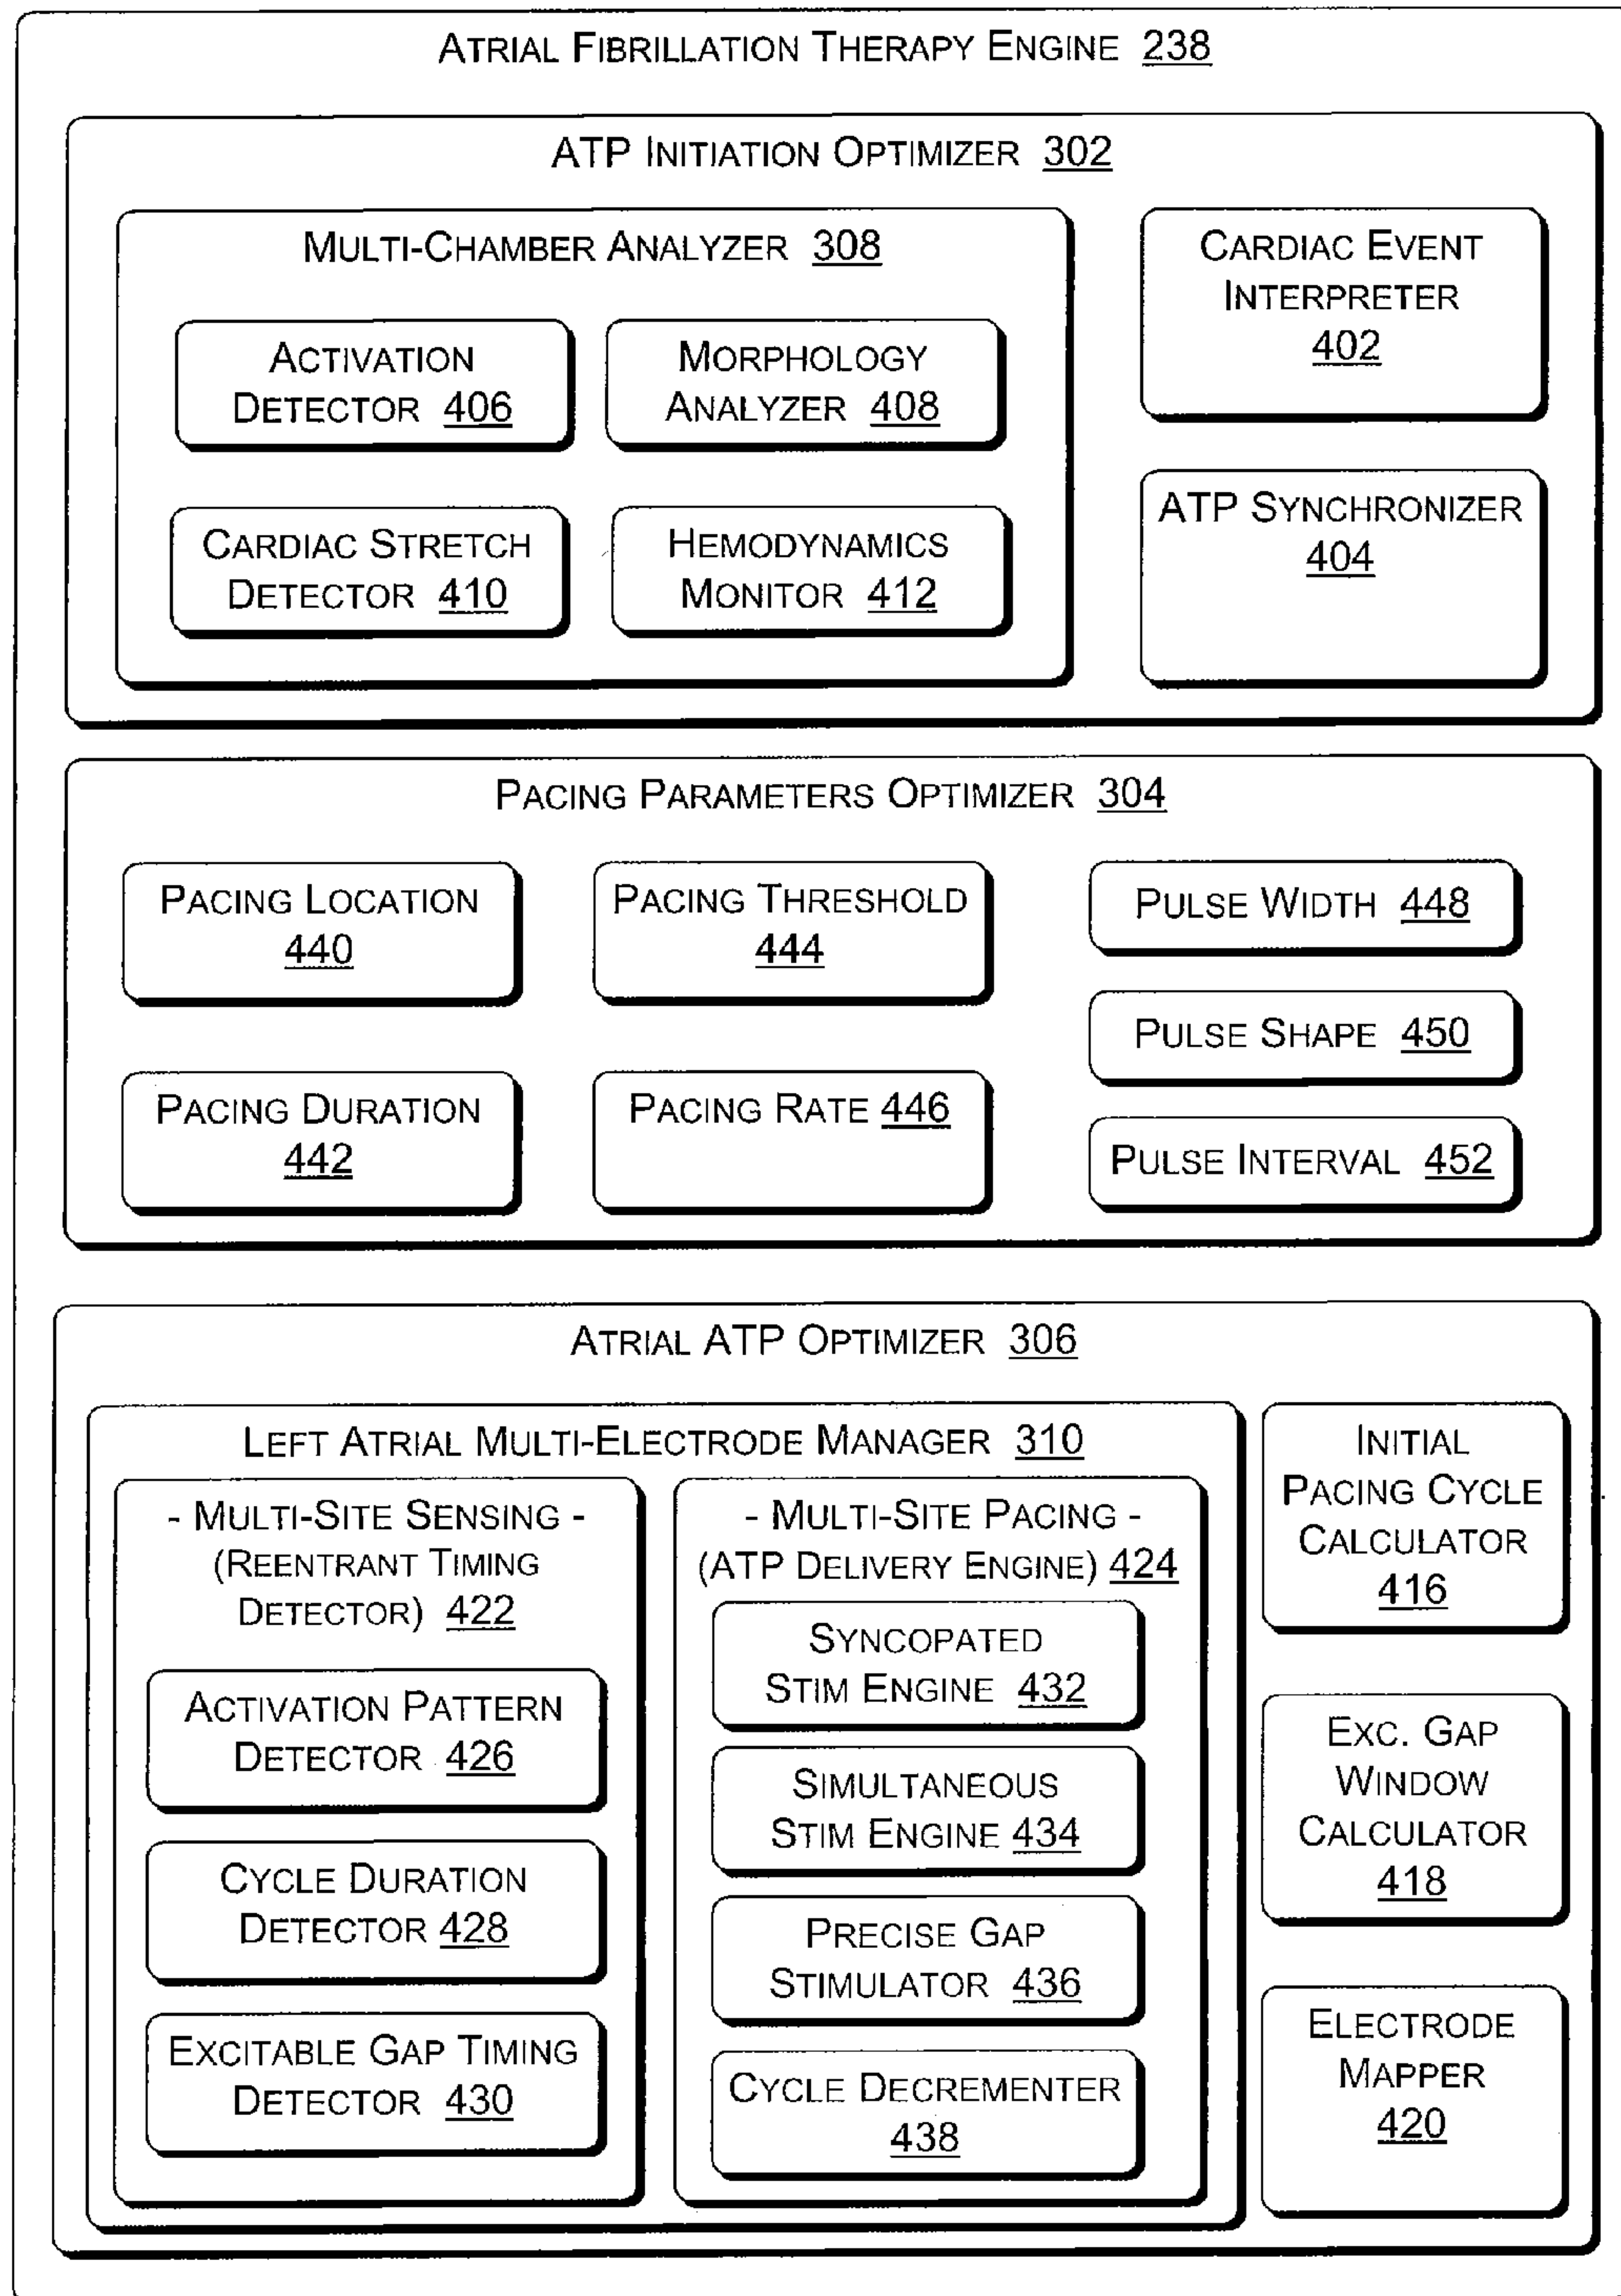 ATRIAL FIBRILLATION THERAPY ENGINE 238
ATP INITIATION OPTIMIZER 302
MULTI-CHAMBER ANALYZER 308
ACTIVATION
DETECTOR 406
MORPHOLOGY
ANALYZER 408
CARDIAC STRETCH
DETECTOR 410
HEMODYNAMICS
MONITOR 412
CARDIAC EVENT
INTERPRETER
402
ATP SYNCHRONIZER
404
PACING PARAMETERS OPTIMIZER 304
PACING LOCATION
440
PACING THRESHOLD
444
PULSE WIDTH 448
PULSE SHAPE 450
PACING DURATION
442
PACING RATE 446
PULSE INTERVAL 452
ATRIAL ATP OPTIMIZER 306
LEFT ATRIAL MULTI-ELECTRODE MANAGER 310
- MULTI-SITE SENSING -
(REENTRANT TIMING
DETECTOR) 422
ACTIVATION PATTERN
DETECTOR 426
CYCLE DURATION
DETECTOR 428
EXCITABLE GAP TIMING
DETECTOR 430
- MULTI-SITE PACING -
(ATP DELIVERY ENGINE) 424
SYNCOPATED
STIM ENGINE 432
SIMULTANEOUS
STIM ENGINE 434
PRECISE GAP
STIMULATOR 436
CYCLE DECREMENTER
438
INITIAL
PACING CYCLE
CALCULATOR
416
EXC. GAP
WINDOW
CALCULATOR
418
ELECTRODE
MAPPER
420